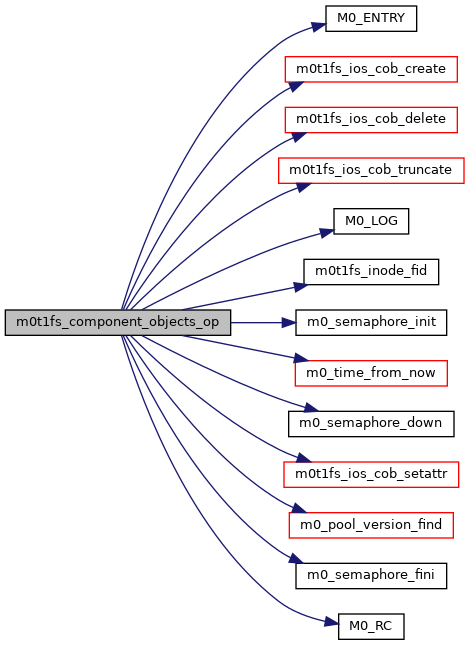 M0_ENTRY
m0t1fs_ios_cob_create
m0t1fs_ios_cob_delete
m0t1fs_ios_cob_truncate
M0_LOG
m0t1fs_inode_fid
m0t1fs_component_objects_op
m0_semaphore_init
m0_time_from_now
m0_semaphore_down
m0t1fs_ios_cob_setattr
m0_pool_version_find
m0_semaphore_fini
M0_RC